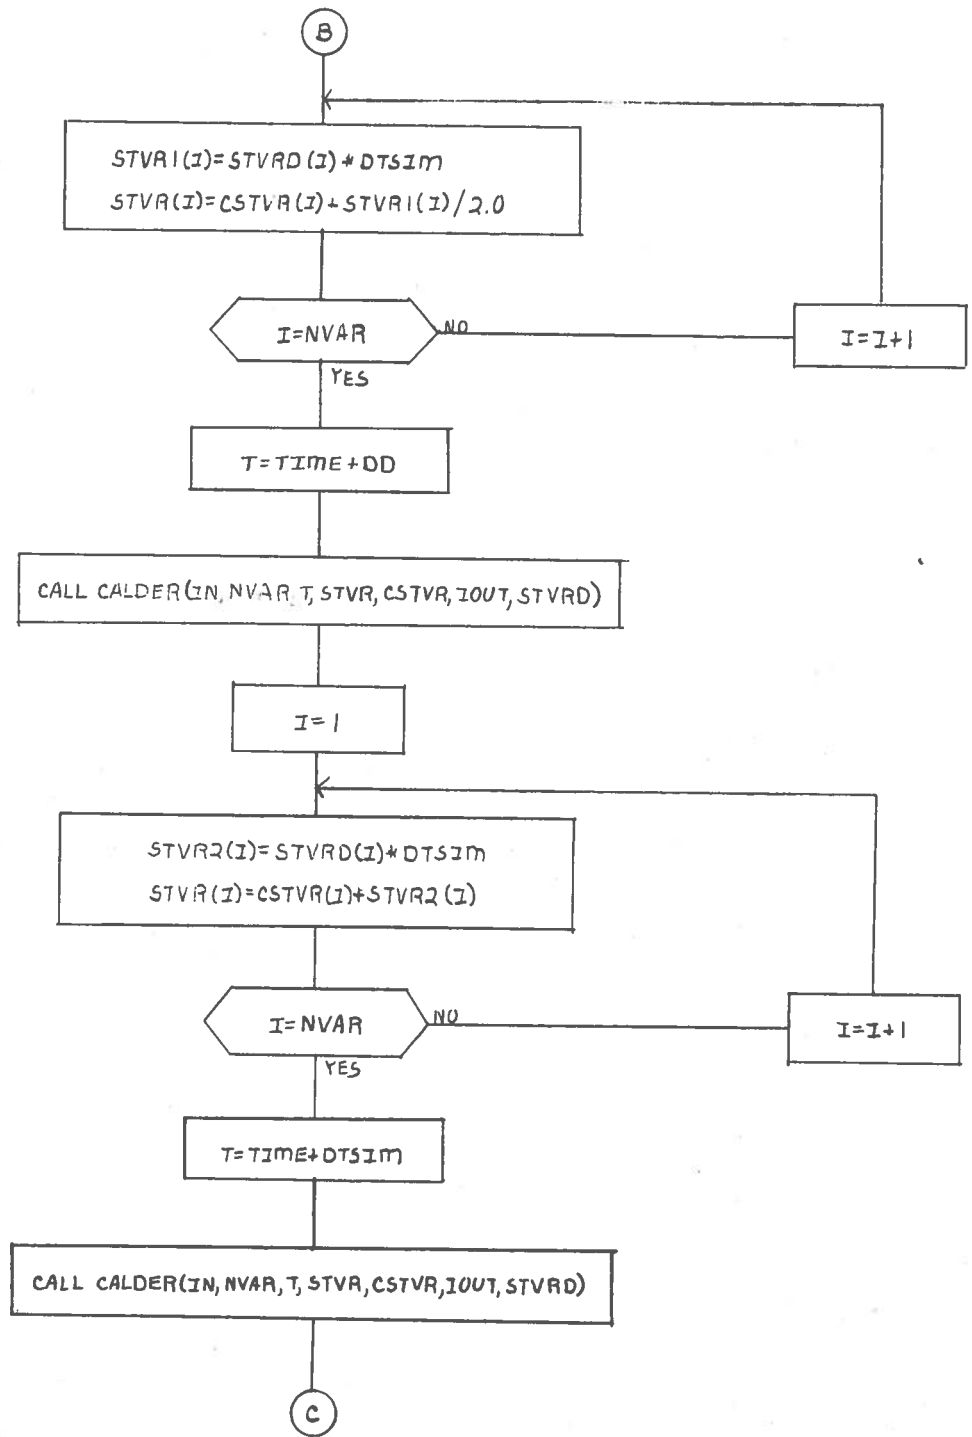 B
STVR1(I)=STVRD(I)*DTSIM
STVR(I)=CSTVR(I)+STVR1(I)/2.0
I=NVAR
NO
I=I+1
YES
T=TIME+DD
CALL CALDER(IN, NVAR T, STVR, CSTVR, IOUT, STVRD)
I=1
STVR2(I)=STVRD(I)*DTSIM
STVR(I)=CSTVR(I)+STVR2(I)
I=NVAR
NO
I=I+1
YES
T=TIME+DTSIM
CALL CALDER(IN, NVAR, T, STVR, CSTVR, IOUT, STVRD)
C